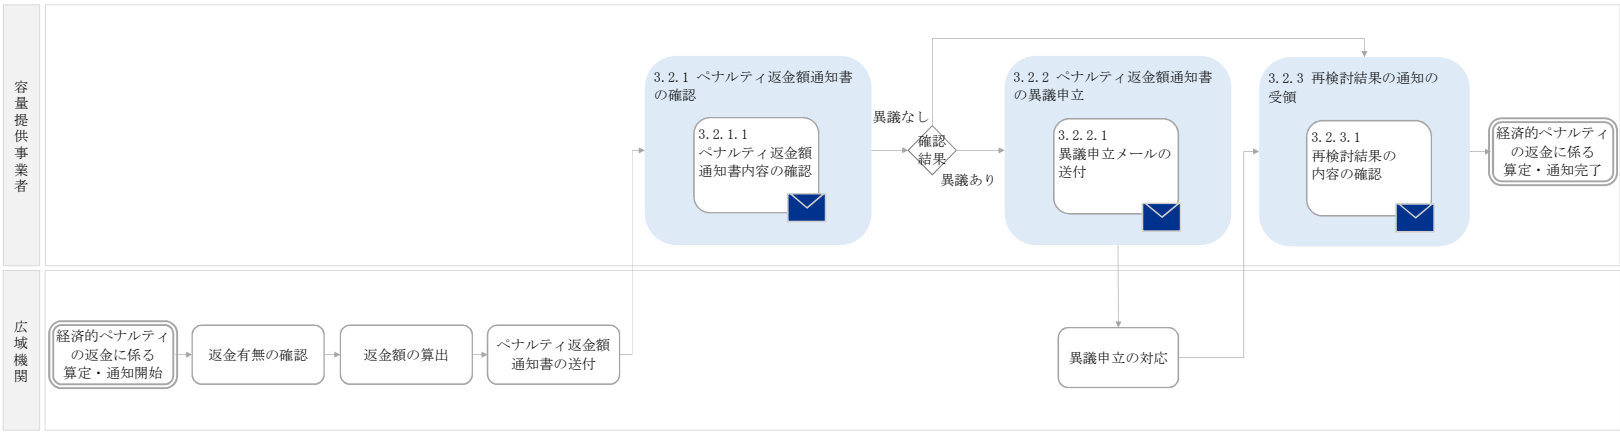 容量提供事業者
3.2.1 ペナルティ返金額通知書
の確認
3.2.1.1
ペナルティ返金額
通知書内容の確認
異議なし
確認
結果
異議あり
3.2.2 ペナルティ返金額通知書
の異議申立
3.2.2.1
異議申立メールの
送付
3.2.3 再検討結果の通知の
受領
3.2.3.1
再検討結果の
内容の確認
経済的ペナルティ
の返金に係る
算定・通知完了
広域機関
経済的ペナルティ
の返金に係る
算定・通知開始
返金有無の確認
返金額の算出
ペナルティ返金額
通知書の送付
異議申立の対応